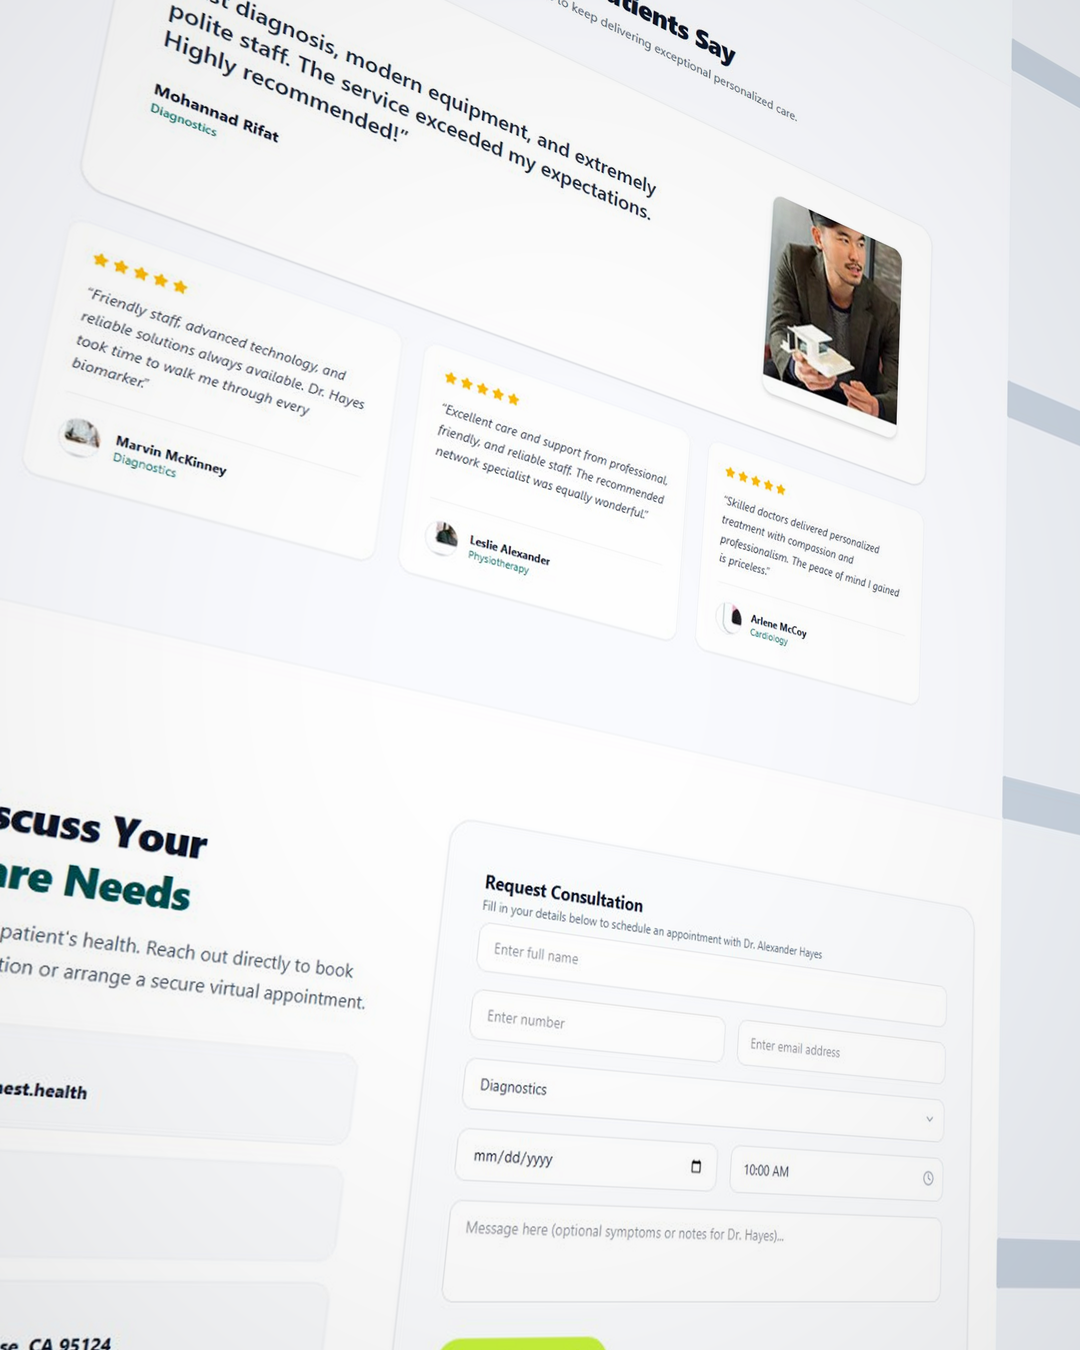 Patients Say
to keep delivering exceptional personalized care.
diagnosis, modern equipment, and extremely
polite staff. The service exceeded my expectations.
Highly recommended!”
Mohannad Rifat
Diagnostics
“Friendly staff, advanced technology, and
reliable solutions always available. Dr. Hayes
took time to walk me through every
biomarker.”
Marvin McKinney
Diagnostics
“Excellent care and support from professional,
friendly, and reliable staff. The recommended
network specialist was equally wonderful.”
Leslie Alexander
Physiotherapy
“Skilled doctors delivered personalized
treatment with compassion and
professionalism. The peace of mind I gained
is priceless.”
Arlene McCoy
Cardiology
scuss Your
are Needs
patient's health. Reach out directly to book
tion or arrange a secure virtual appointment.
nest.health
se, CA 95124
Request Consultation
Fill in your details below to schedule an appointment with Dr. Alexander Hayes
Enter full name
Enter number
Enter email address
Diagnostics
mm/dd/yyyy
10:00 AM
Message here (optional symptoms or notes for Dr. Hayes)...